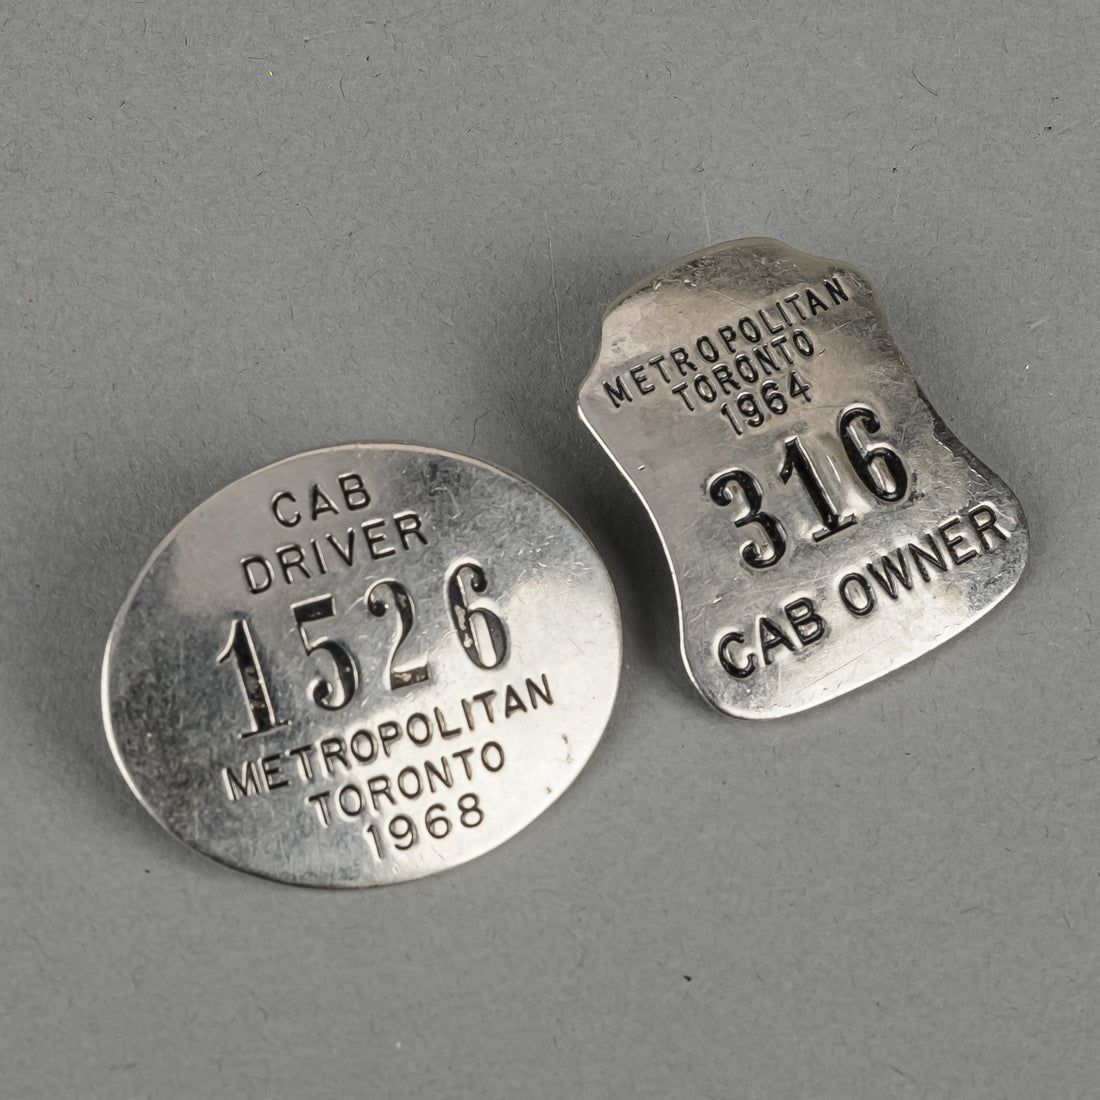 CAB
DRIVER
1526
METROPOLITAN
TORONTO
1968
METROPOLITAN
TORONTO
1964
316
CAB OWNER